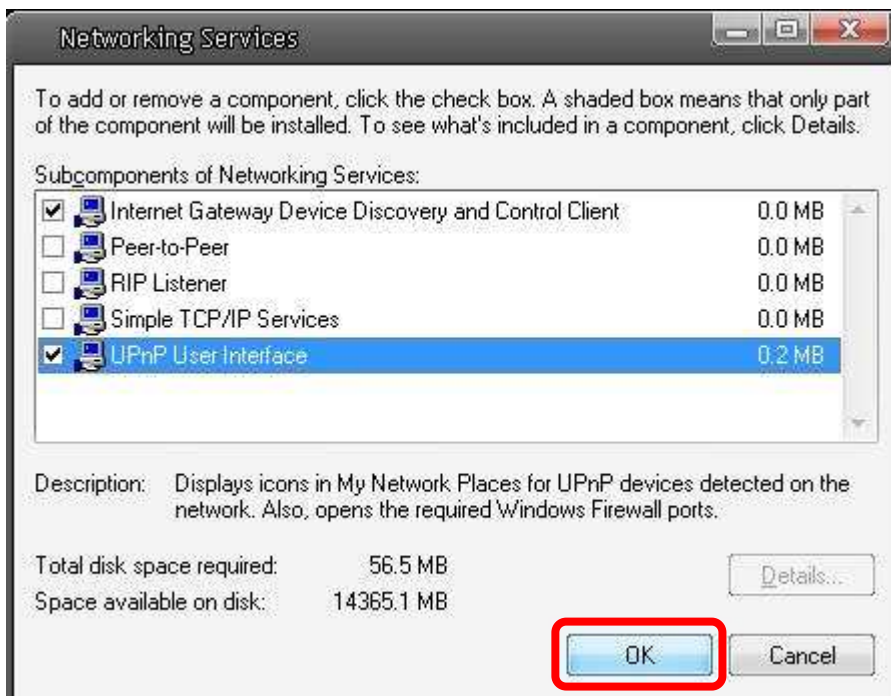 Networking Services
To add or remove a component, click the check box. A shaded box means that only part
of the component will be installed. To see what's included in a component, click Details.
Subcomponents of Networking Services:
Internet Gateway Device Discovery and Control Client 0.0 MB
Peer-to-Peer 0.0 MB
RIP Listener 0.0 MB
Simple TCP/IP Services 0.0 MB
UPnP User Interface 0.2 MB
Description: Displays icons in My Network Places for UPnP devices detected on the
network. Also, opens the required Windows Firewall ports.
Total disk space required: 56.5 MB
Space available on disk: 14365.1 MB
Details...
OK Cancel